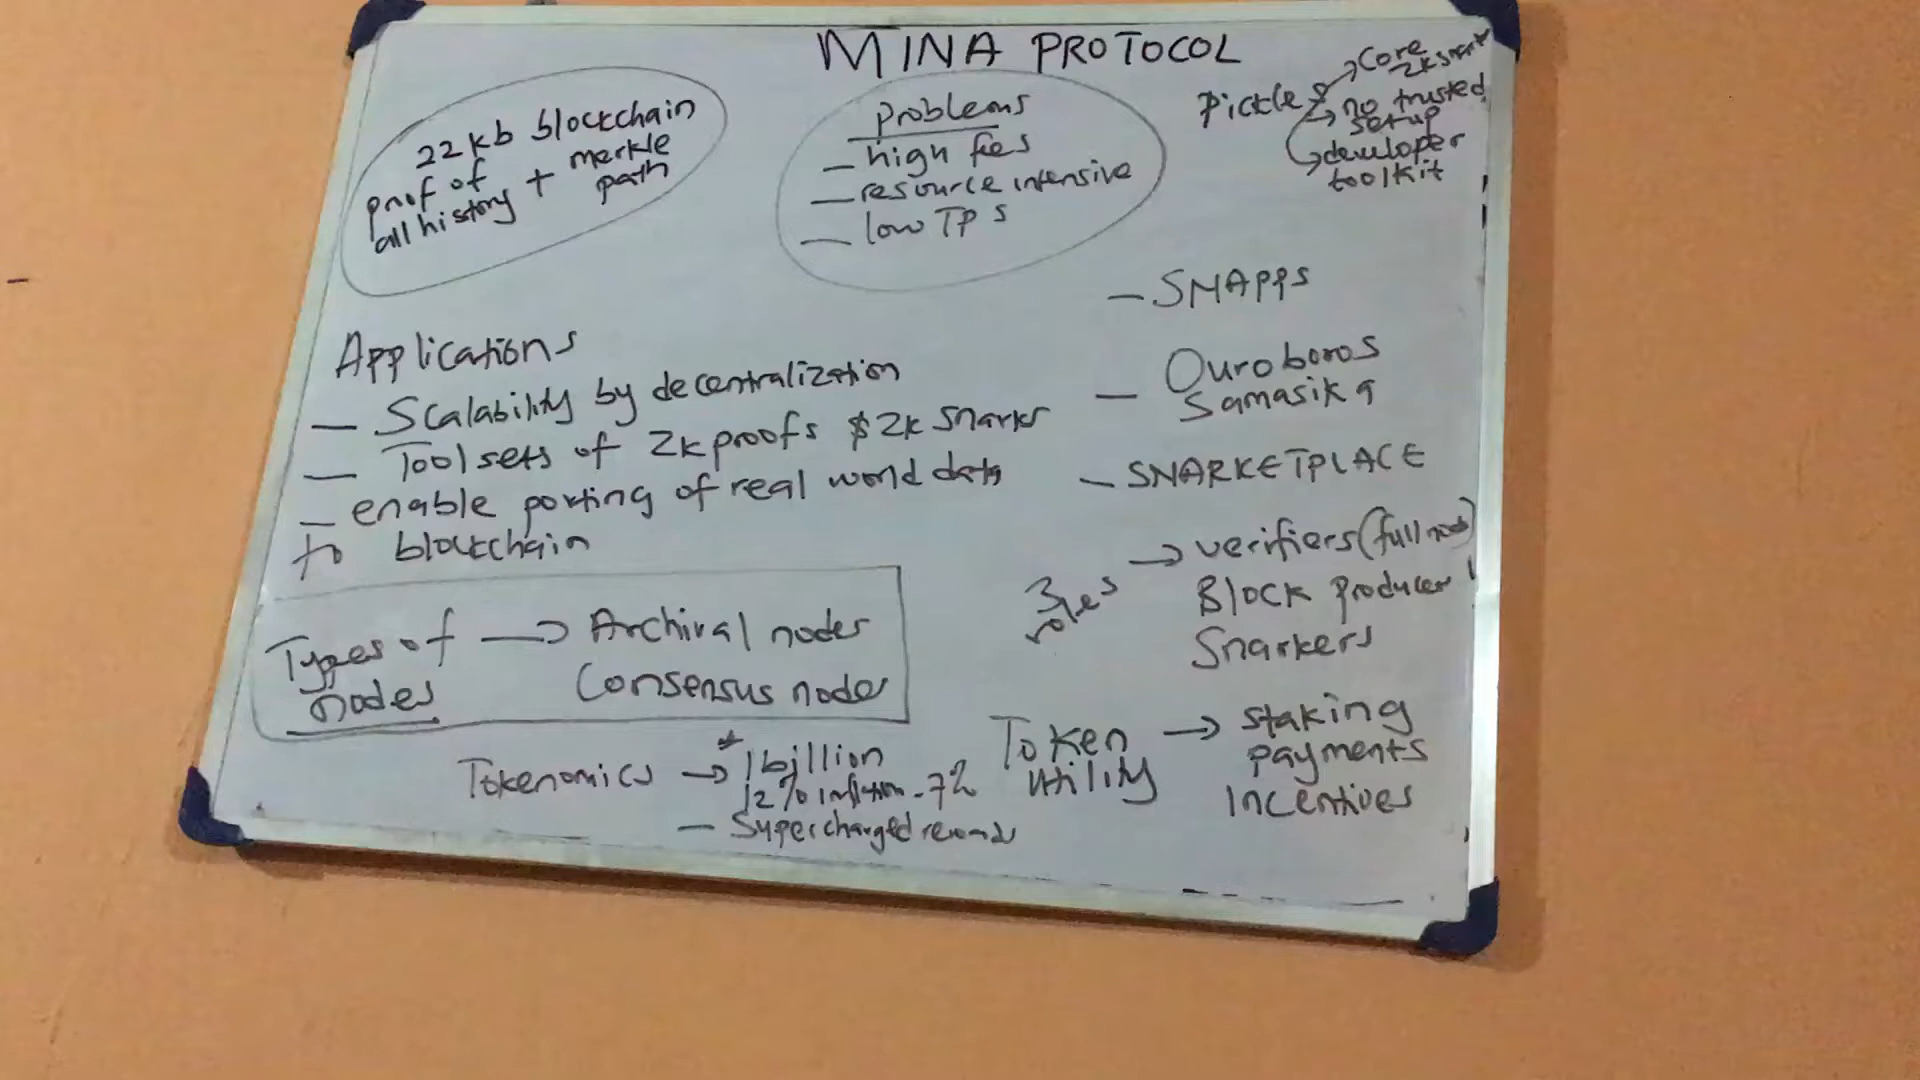 MINA PROTOCOL
22kb blockchain
proof of
all history + merkle
path
problems
— high fees
— resource intensive
— low TPS
Pickles → Core
zk snark
→ no trusted
setup
→ developer
toolkit
— SNAPPS
— Ouroboros
Samasika
— SNARKETPLACE
Applications
— Scalability by decentralization
— Toolsets of zkproofs $ zk snarks
— enable porting of real world data
to blockchain
3 roles → verifiers (full node)
Block producer
Snarkers
Types of nodes → Archival nodes
Consensus nodes
Tokenomics → 1 billion
12% inflation - 7%
— Supercharged rewards
Token
utility → staking
payments
Incentives